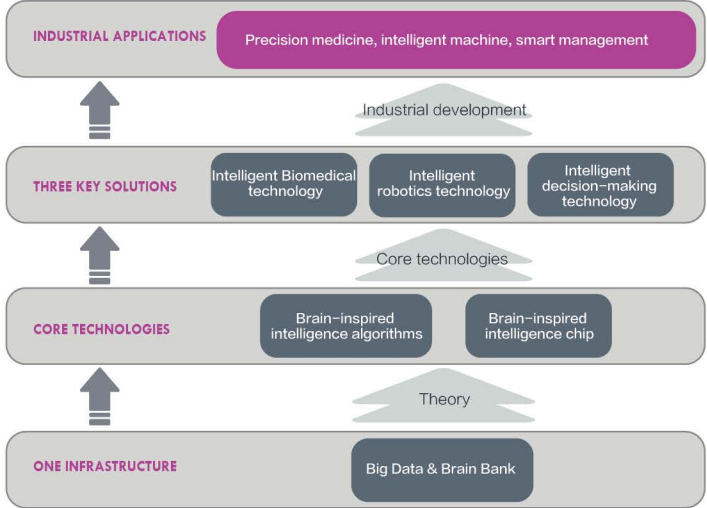 INDUSTRIAL APPLICATIONS
Precision medicine, intelligent machine, smart management
Industrial development
THREE KEY SOLUTIONS
Intelligent Biomedical
technology
Intelligent
robotics technology
Intelligent
decision-making
technology
Core technologies
CORE TECHNOLOGIES
Brain-inspired
intelligence algorithms
Brain-inspired
intelligence chip
Theory
ONE INFRASTRUCTURE
Big Data & Brain Bank